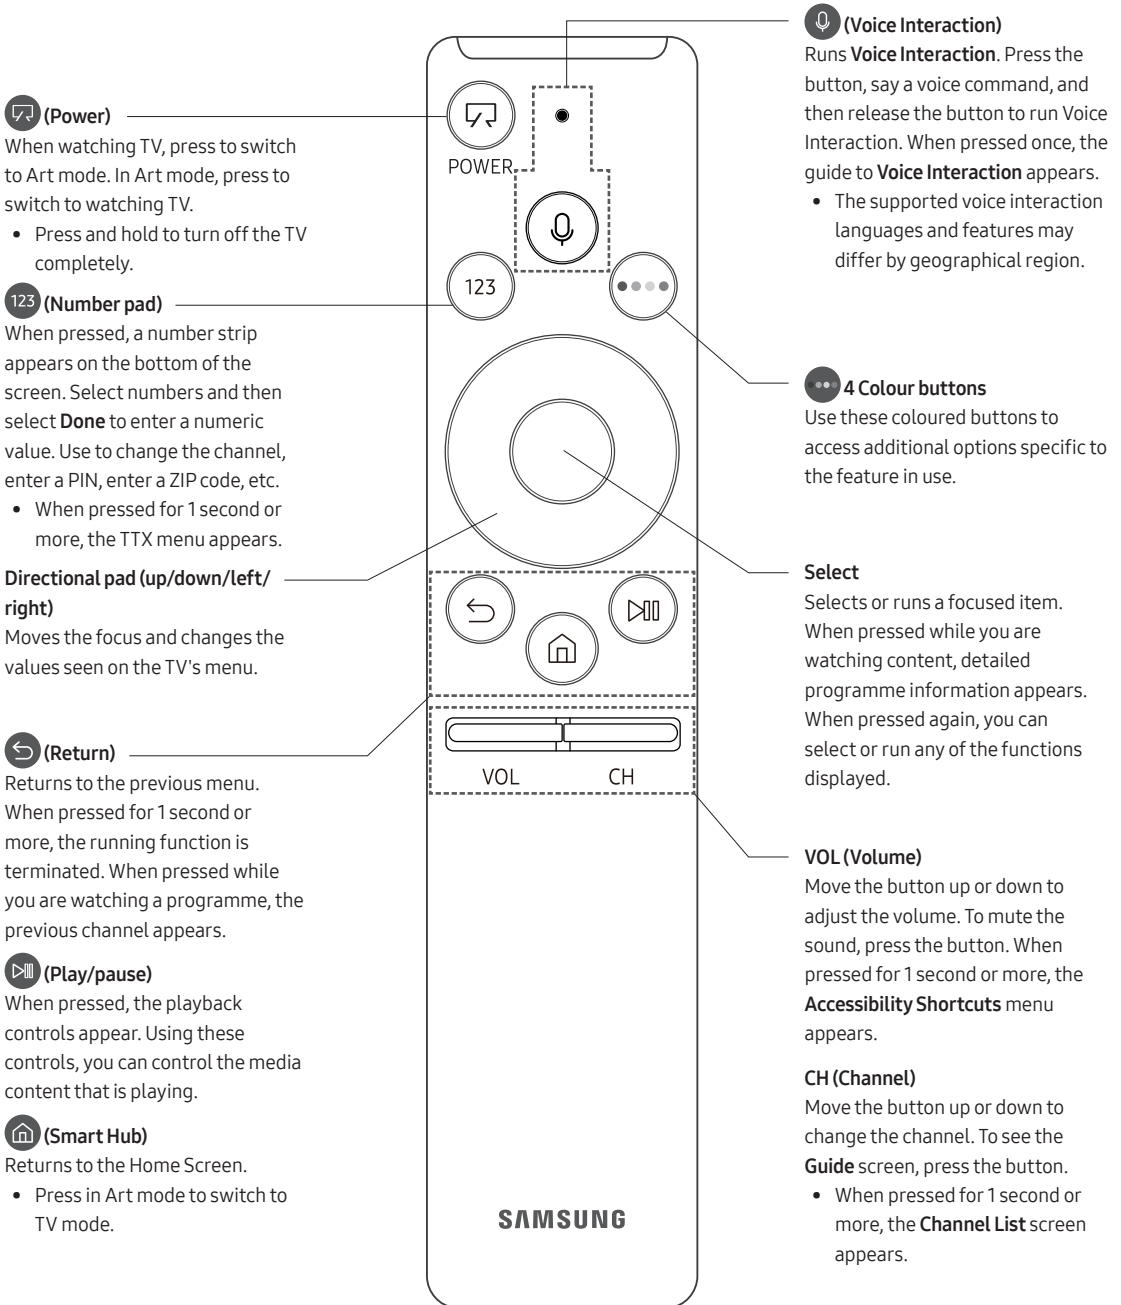 (Power)
When watching TV, press to switch
to Art mode. In Art mode, press to
switch to watching TV.
• Press and hold to turn off the TV
completely.
123 (Number pad)
When pressed, a number strip
appears on the bottom of the
screen. Select numbers and then
select Done to enter a numeric
value. Use to change the channel,
enter a PIN, enter a ZIP code, etc.
• When pressed for 1 second or
more, the TTX menu appears.
Directional pad (up/down/left/
right)
Moves the focus and changes the
values seen on the TV's menu.
(Return)
Returns to the previous menu.
When pressed for 1 second or
more, the running function is
terminated. When pressed while
you are watching a programme, the
previous channel appears.
(Play/pause)
When pressed, the playback
controls appear. Using these
controls, you can control the media
content that is playing.
(Smart Hub)
Returns to the Home Screen.
• Press in Art mode to switch to
TV mode.
POWER
123
VOL
CH
SAMSUNG
(Voice Interaction)
Runs Voice Interaction. Press the
button, say a voice command, and
then release the button to run Voice
Interaction. When pressed once, the
guide to Voice Interaction appears.
• The supported voice interaction
languages and features may
differ by geographical region.
4 Colour buttons
Use these coloured buttons to
access additional options specific to
the feature in use.
Select
Selects or runs a focused item.
When pressed while you are
watching content, detailed
programme information appears.
When pressed again, you can
select or run any of the functions
displayed.
VOL (Volume)
Move the button up or down to
adjust the volume. To mute the
sound, press the button. When
pressed for 1 second or more, the
Accessibility Shortcuts menu
appears.
CH (Channel)
Move the button up or down to
change the channel. To see the
Guide screen, press the button.
• When pressed for 1 second or
more, the Channel List screen
appears.